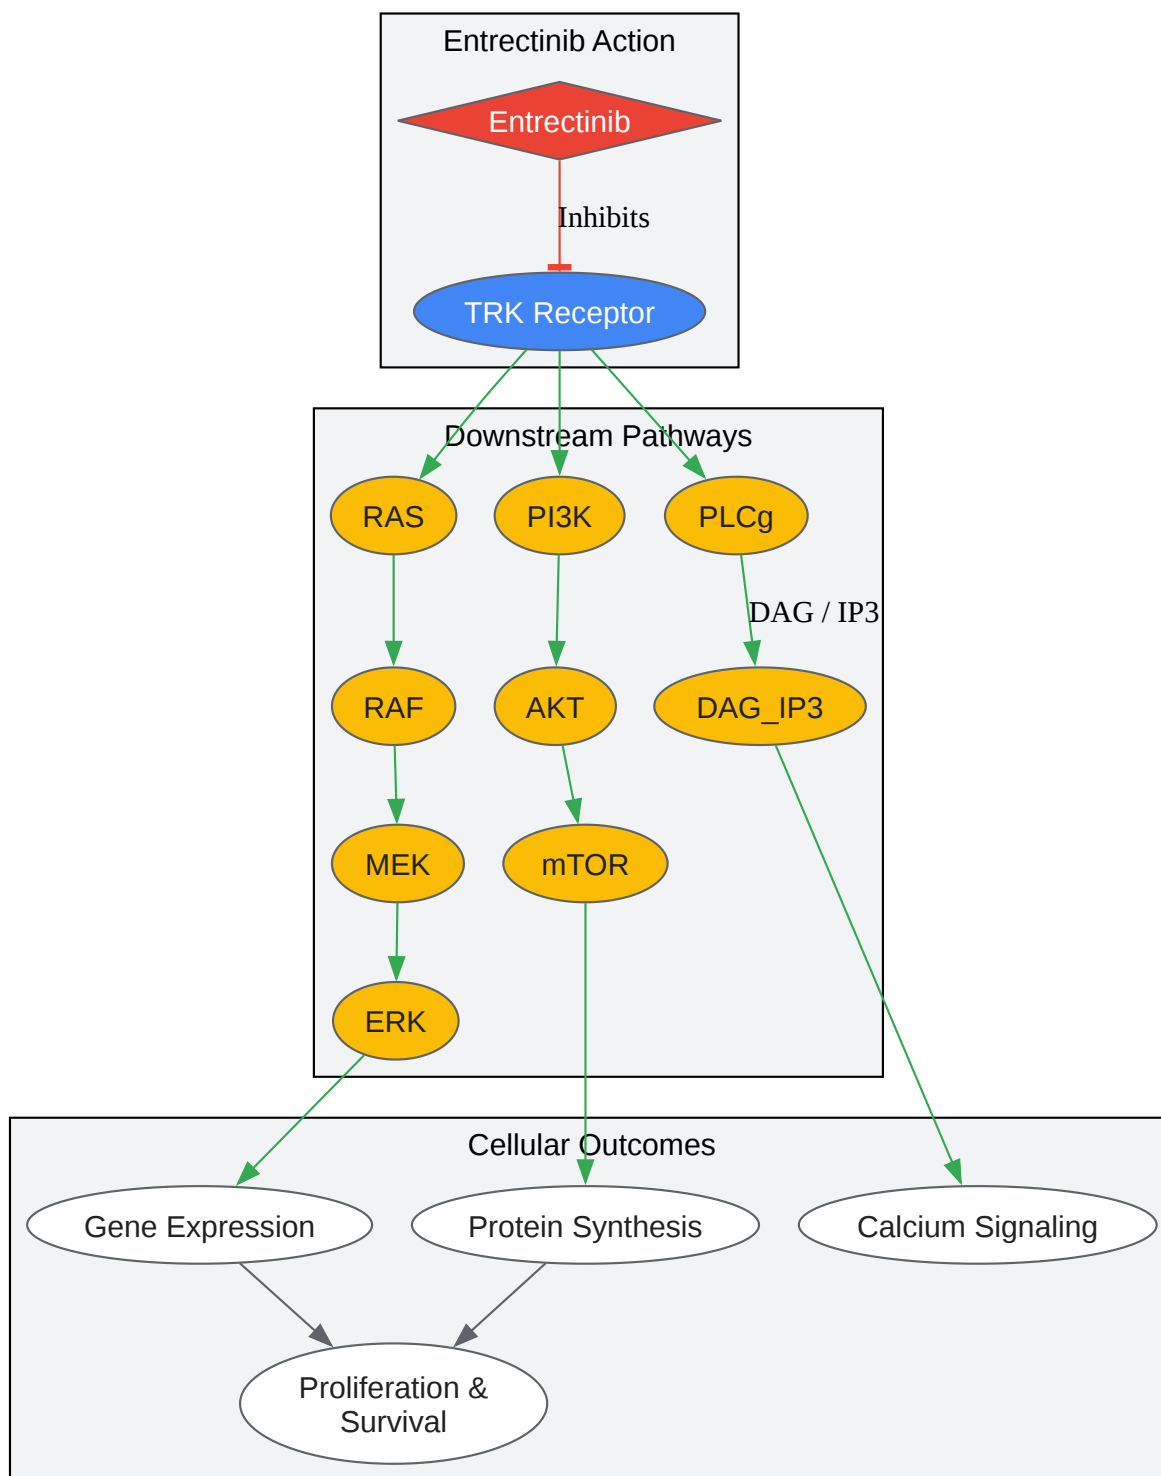 Entrectinib Action
Entrectinib
Inhibits
TRK Receptor
Downstream Pathways
RAS
PI3K
PLCg
DAG / IP3
RAF
AKT
DAG_IP3
MEK
mTOR
ERK
Cellular Outcomes
Gene Expression
Protein Synthesis
Calcium Signaling
Proliferation &
Survival